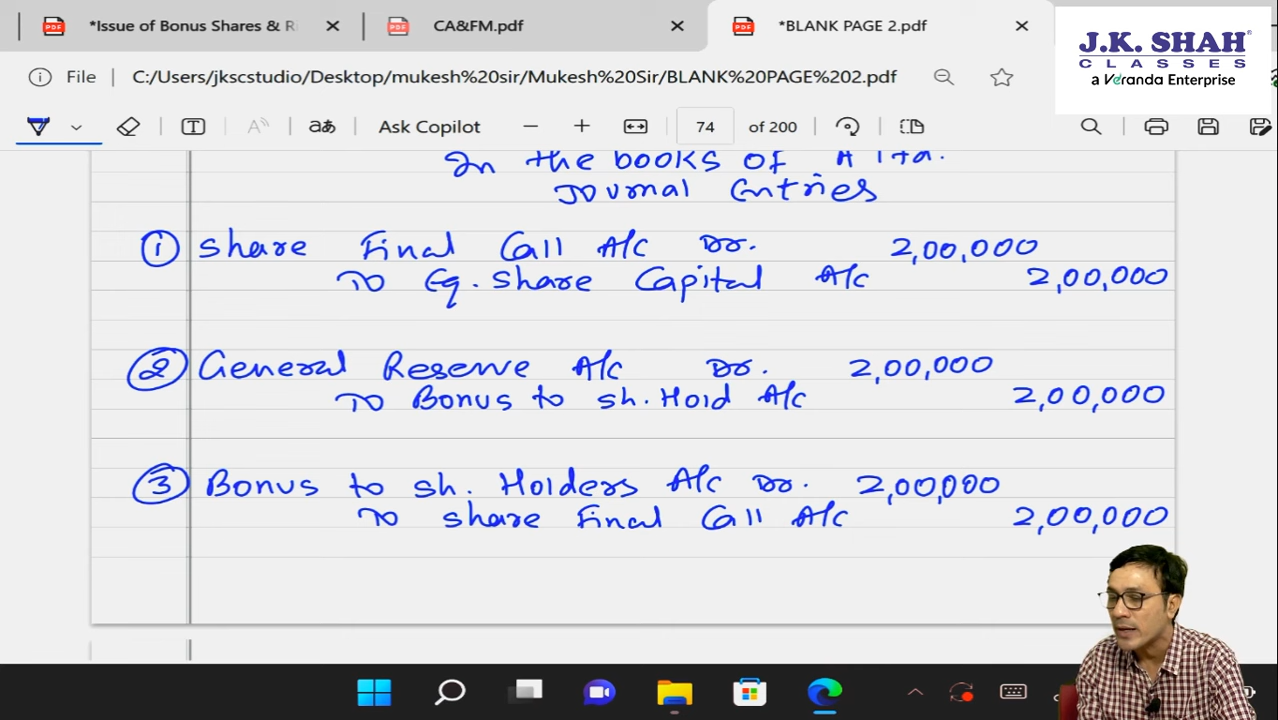 *Issue of Bonus Shares & Ri
CA&FM.pdf
*BLANK PAGE 2.pdf
J.K. SHAH
CLASSES
a Veranda Enterprise
File
C:/Users/jkscstudio/Desktop/mukesh%20sir/Mukesh%20Sir/BLANK%20PAGE%202.pdf
aあ Ask Copilot 74 of 200
In the books of A ltd.
Journal Entries
① Share Final Call A/c Dr. 2,00,000
To Eq. Share Capital A/c 2,00,000
② General Reserve A/c Dr. 2,00,000
To Bonus to sh. Hold A/c 2,00,000
③ Bonus to sh. Holders A/c Dr. 2,00,000
To share Final Call A/c 2,00,000